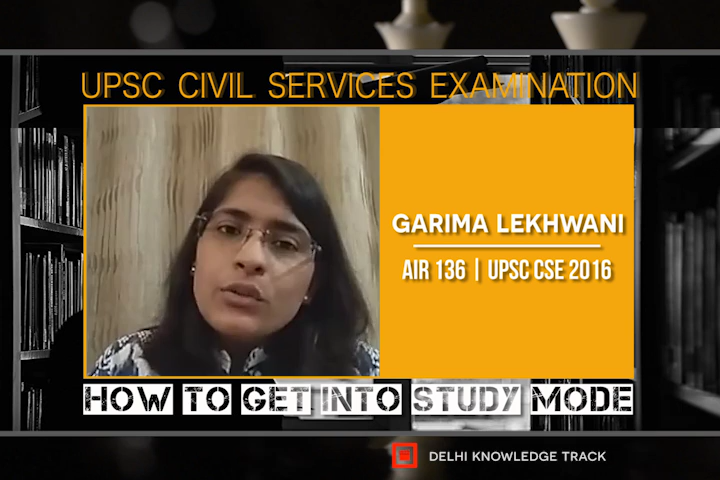 UPSC CIVIL SERVICES EXAMINATION
GARIMA LEKHWANI
AIR 136 | UPSC CSE 2016
HOW TO GET INTO STUDY MODE
DELHI KNOWLEDGE TRACK